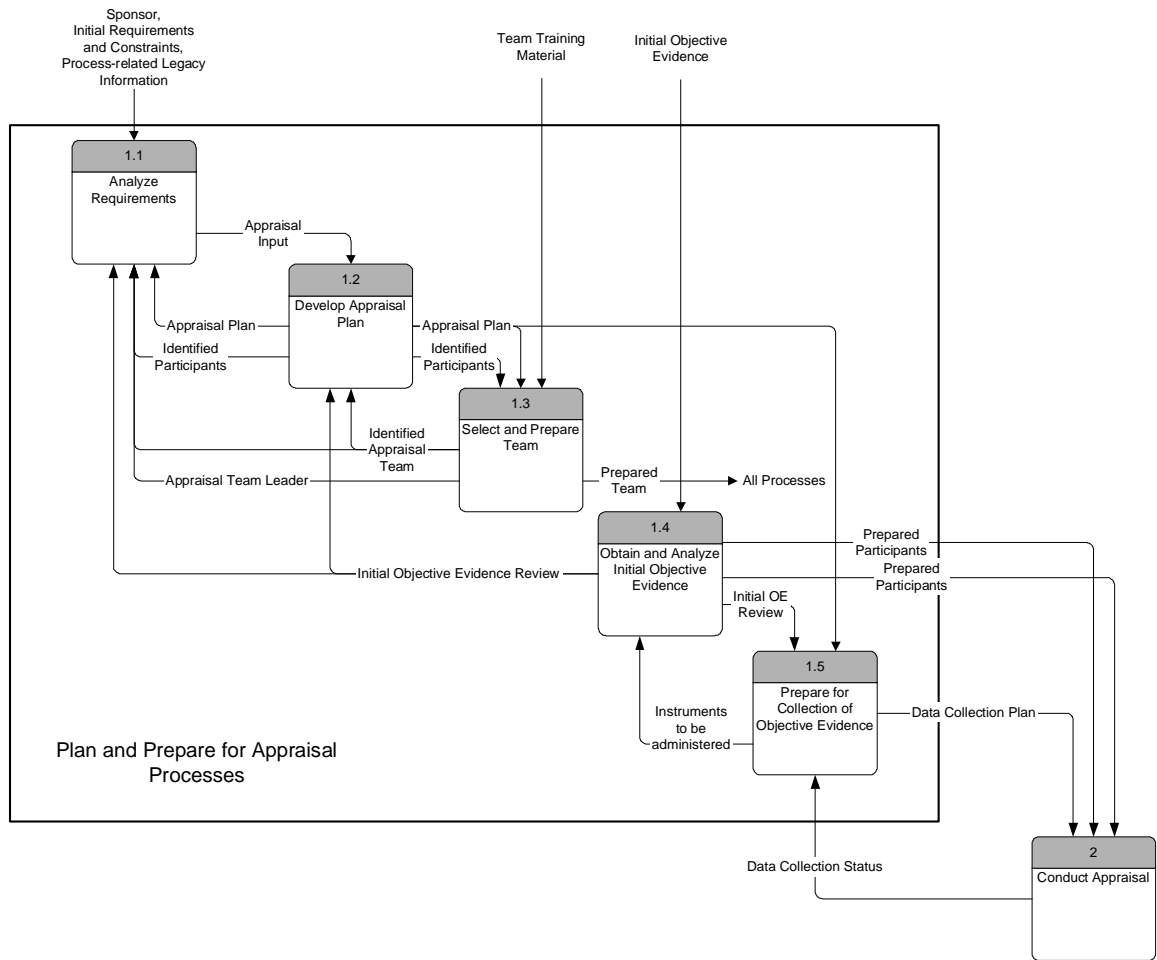 Sponsor,
Initial Requirements
and Constraints,
Process-related Legacy
Information
Team Training
Material
Initial Objective
Evidence
1.1
Analyze
Requirements
Appraisal
Input
1.2
Develop Appraisal
Plan
Appraisal Plan
Appraisal Plan
Identified
Participants
Identified
Participants
1.3
Select and Prepare
Team
Identified
Appraisal
Team
Appraisal Team Leader
Prepared
Team
All Processes
1.4
Obtain and Analyze
Initial Objective
Evidence
Prepared
Participants
Prepared
Participants
Initial Objective Evidence Review
Initial OE
Review
1.5
Prepare for
Collection of
Objective Evidence
Instruments
to be
administered
Data Collection Plan
Plan and Prepare for Appraisal
Processes
2
Conduct Appraisal
Data Collection Status